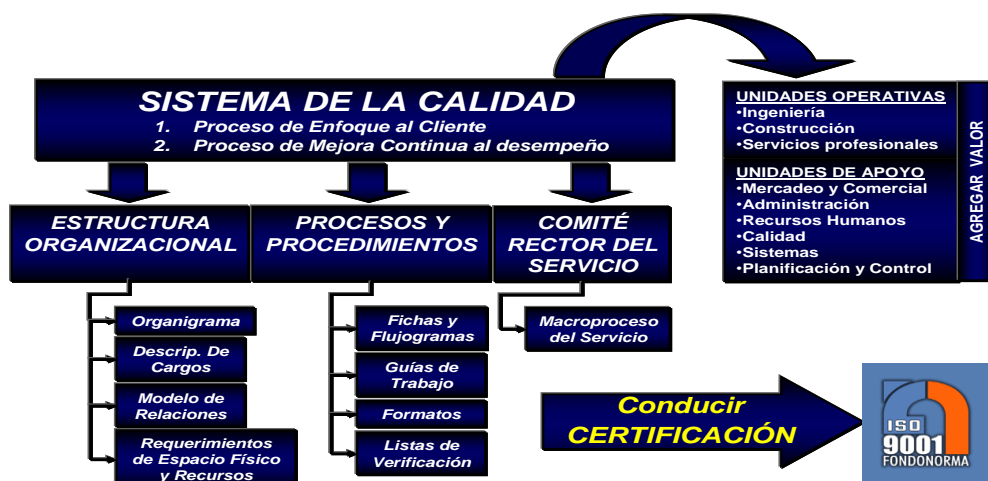 SISTEMA DE LA CALIDAD
1. Proceso de Enfoque al Cliente
2. Proceso de Mejora Continua al desempeño
UNIDADES OPERATIVAS
•Ingeniería
•Construcción
•Servicios profesionales
UNIDADES DE APOYO
•Mercadeo y Comercial
•Administración
•Recursos Humanos
•Calidad
•Sistemas
•Planificación y Control
AGREGAR VALOR
ESTRUCTURA
ORGANIZACIONAL
PROCESOS Y
PROCEDIMIENTOS
COMITÉ
RECTOR DEL
SERVICIO
Organigrama
Descrip. De
Cargos
Modelo de
Relaciones
Requerimientos
de Espacio Físico
y Recursos
Fichas y
Flujogramas
Guías de
Trabajo
Formatos
Listas de
Verificación
Macroproceso
del Servicio
Conducir
CERTIFICACIÓN
ISO
9001
FONDONORMA